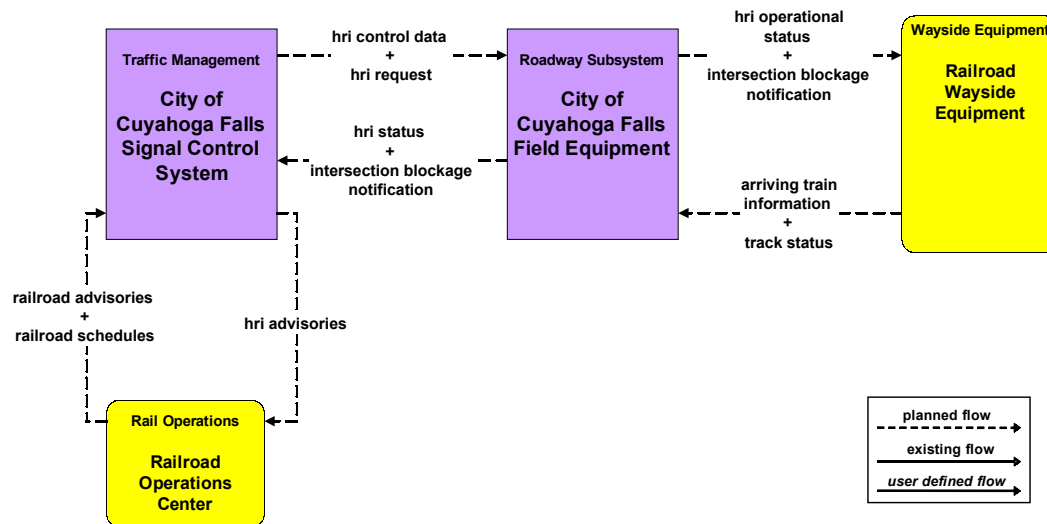 Traffic Management
City of
Cuyahoga Falls
Signal Control
System
hri control data
+
hri request
hri status
+
intersection blockage
notification
Roadway Subsystem
City of
Cuyahoga Falls
Field Equipment
hri operational
status
+
intersection blockage
notification
arriving train
information
+
track status
Wayside Equipment
Railroad
Wayside
Equipment
railroad advisories
+
railroad schedules
hri advisories
Rail Operations
Railroad
Operations
Center
planned flow
existing flow
user defined flow